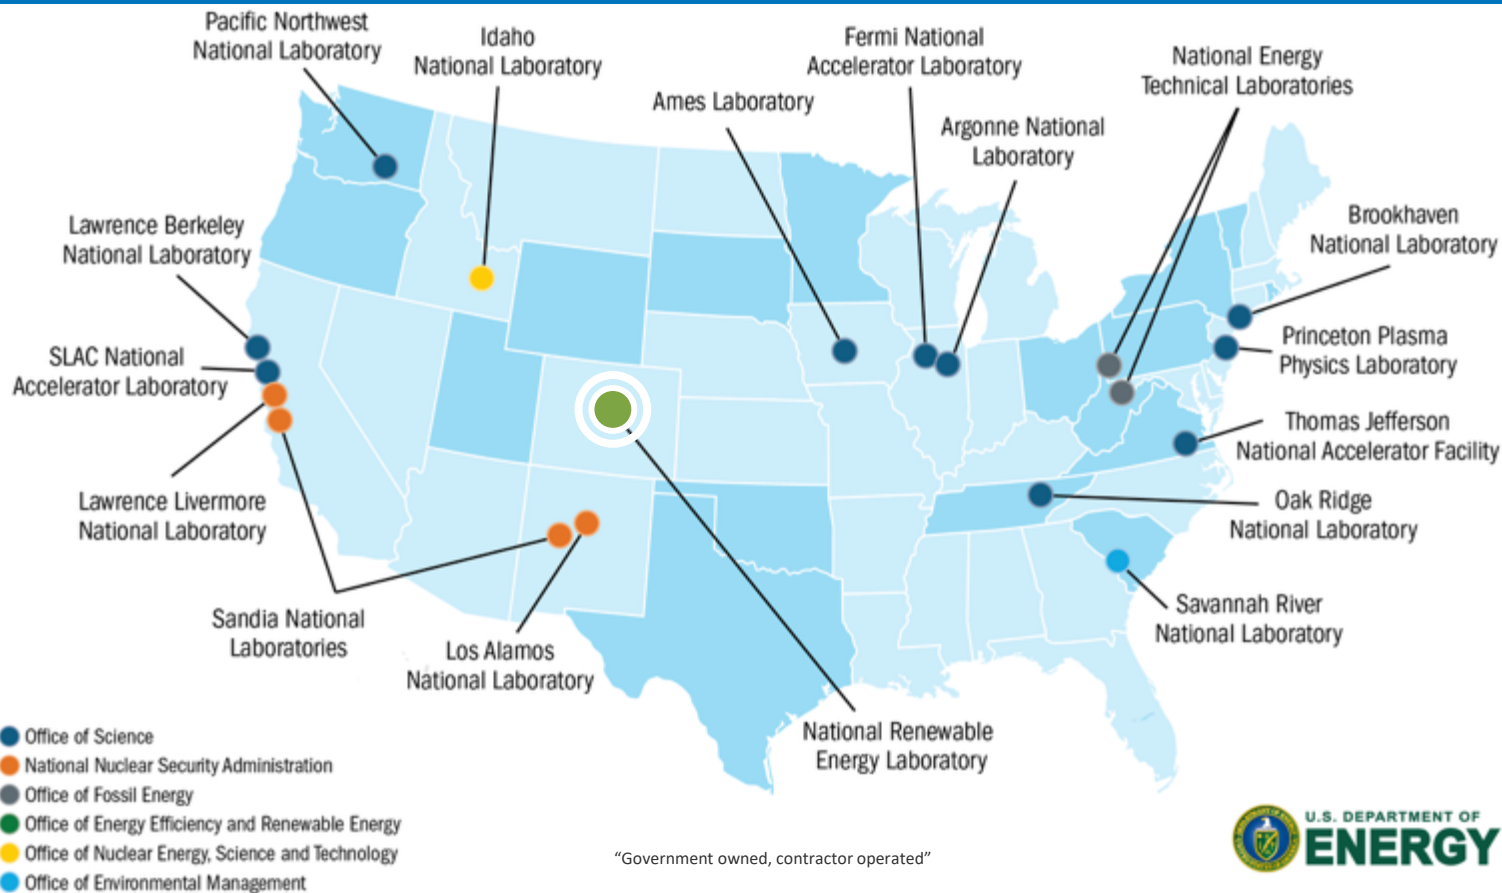 Pacific Northwest
National Laboratory
Idaho
National Laboratory
Ames Laboratory
Fermi National
Accelerator Laboratory
Argonne National
Laboratory
National Energy
Technical Laboratories
Lawrence Berkeley
National Laboratory
Brookhaven
National Laboratory
SLAC National
Accelerator Laboratory
Princeton Plasma
Physics Laboratory
Thomas Jefferson
National Accelerator Facility
Lawrence Livermore
National Laboratory
Oak Ridge
National Laboratory
Sandia National
Laboratories
Los Alamos
National Laboratory
Savannah River
National Laboratory
National Renewable
Energy Laboratory
Office of Science
National Nuclear Security Administration
Office of Fossil Energy
Office of Energy Efficiency and Renewable Energy
Office of Nuclear Energy, Science and Technology
Office of Environmental Management
“Government owned, contractor operated”
U.S. DEPARTMENT OF
ENERGY